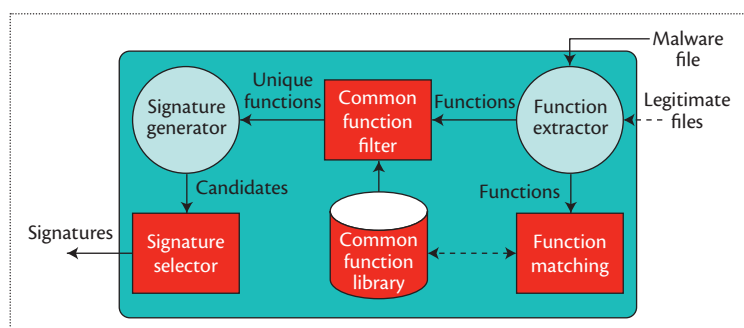 Malware
file
Legitimate
files
Function
extractor
Functions
Common
function
filter
Unique
functions
Signature
generator
Candidates
Signature
selector
Signatures
Common
function
library
Functions
Function
matching